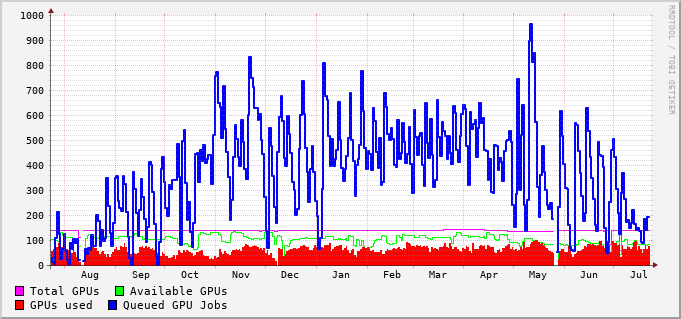 1000
900
800
700
600
500
400
300
200
100
0
Aug Sep Oct Nov Dec Jan Feb Mar Apr May Jun Jul
Total GPUs Available GPUs
GPUs used Queued GPU Jobs
RRDTOOL / TOBI OETIKER